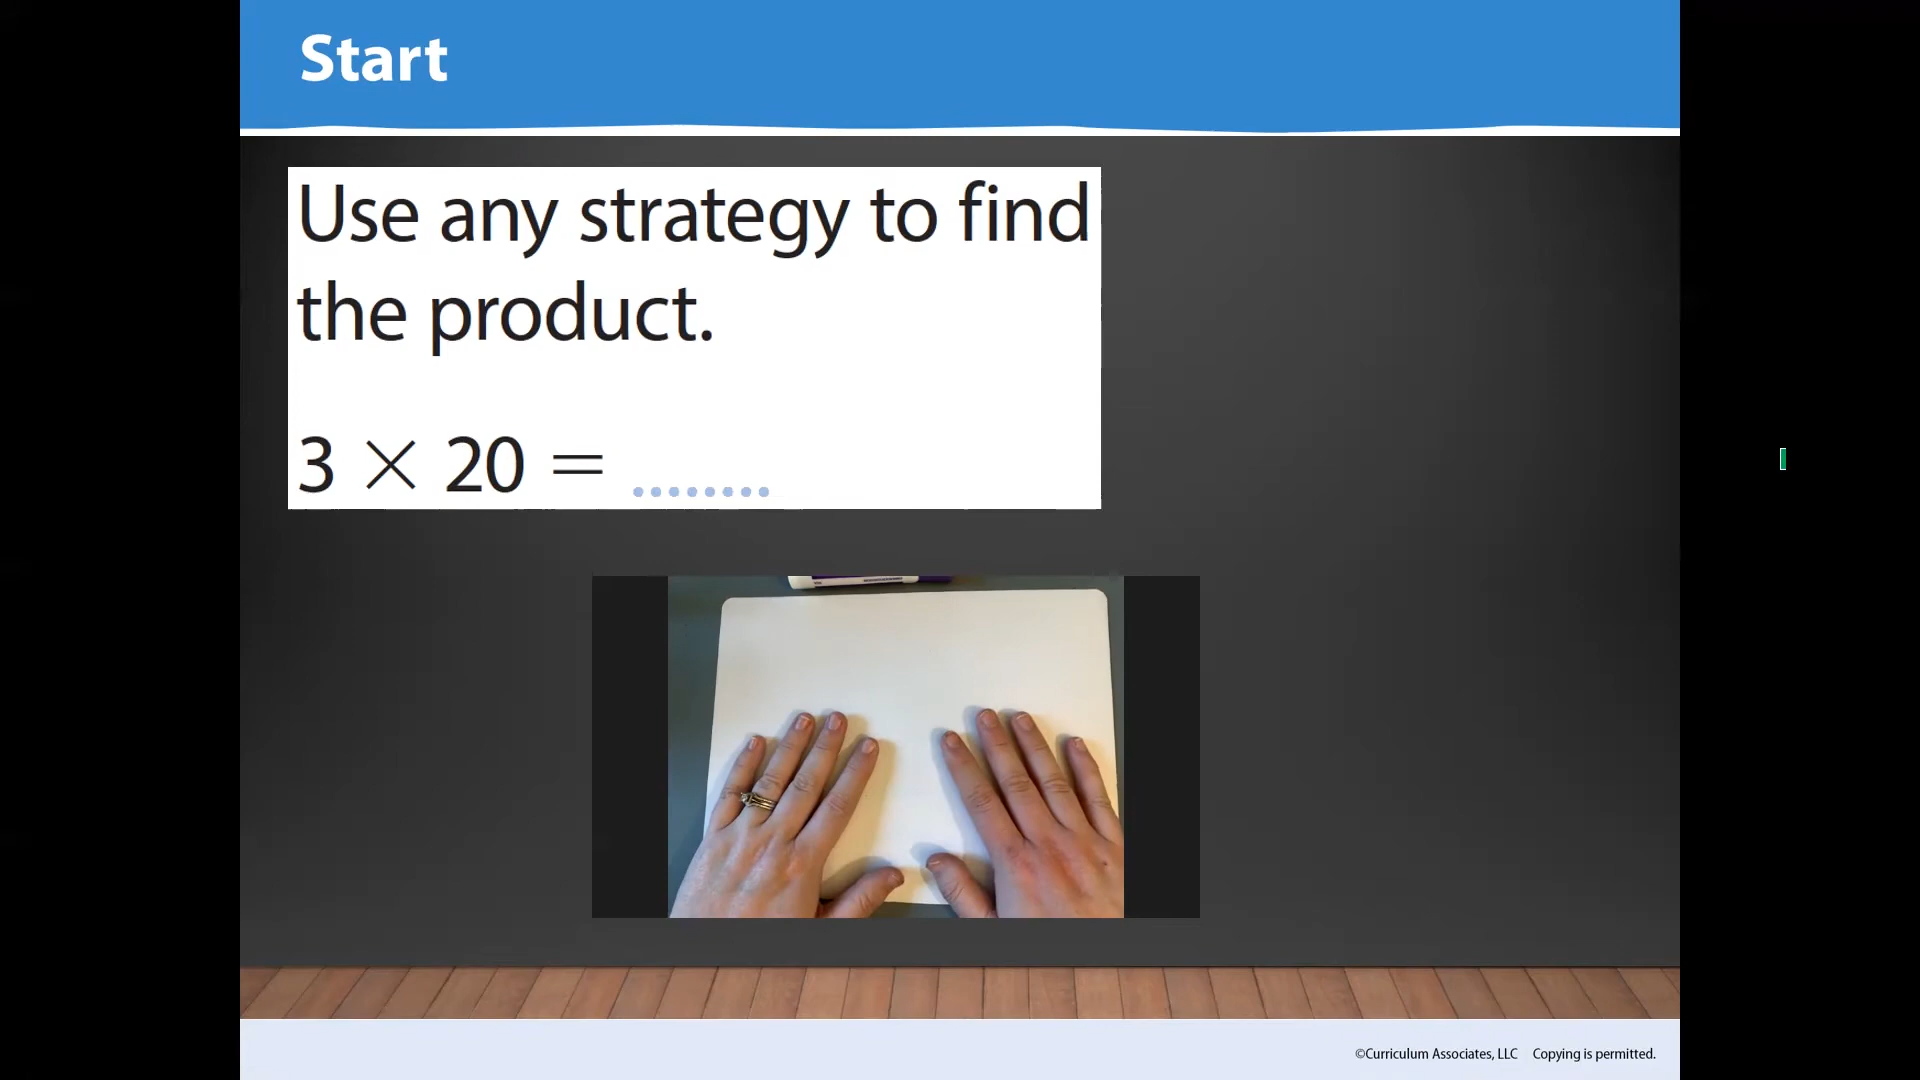 Start
Use any strategy to find
the product.
3 × 20 = ........
©Curriculum Associates, LLC Copying is permitted.